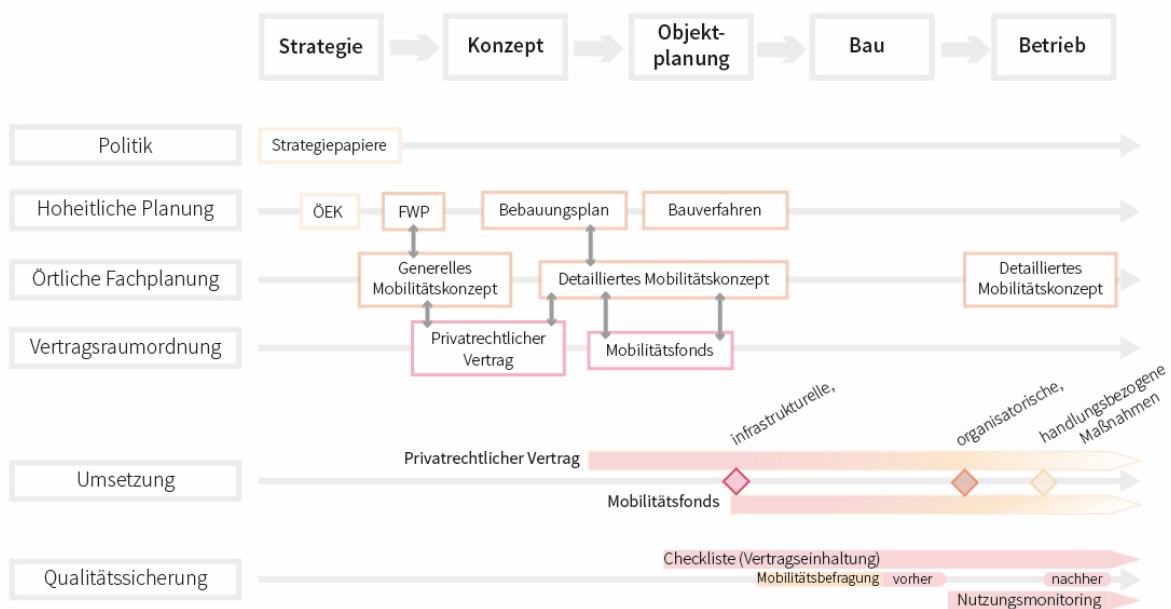 Strategie
Konzept
Objekt-
planung
Bau
Betrieb
Politik
Strategiepapiere
Hoheitliche Planung
ÖEK
FWP
Bebauungsplan
Bauverfahren
Örtliche Fachplanung
Generelles
Mobilitätskonzept
Detailliertes Mobilitätskonzept
Detailliertes
Mobilitätskonzept
Vertragsraumordnung
Privatrechtlicher
Vertrag
Mobilitätsfonds
infrastrukturelle,
organisatorische,
handlungsbezogene
Maßnahmen
Umsetzung
Privatrechtlicher Vertrag
Mobilitätsfonds
Qualitätssicherung
Checkliste (Vertragseinhaltung)
Mobilitätsbefragung
vorher
nachher
Nutzungsmonitoring